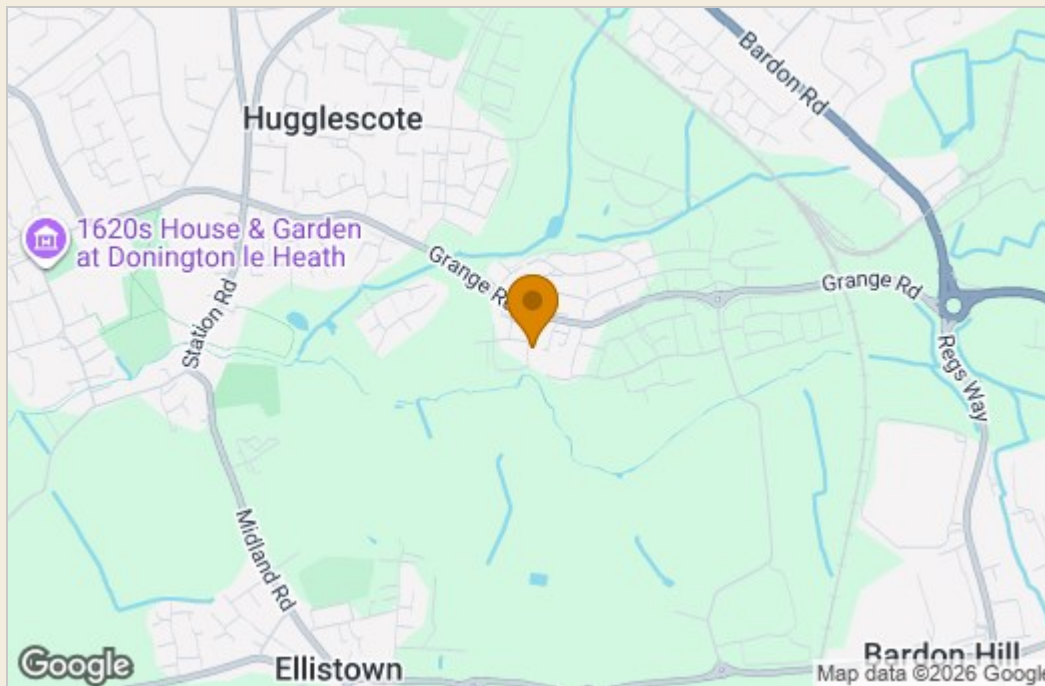 Bardon Rd
Hugglescote
1620s House & Garden
at Donington le Heath
Grange Rd
Grange Rd
Station Rd
Regs Way
Midland Rd
Ellistown
Bardon Hill
Google
Map data ©2026 Google